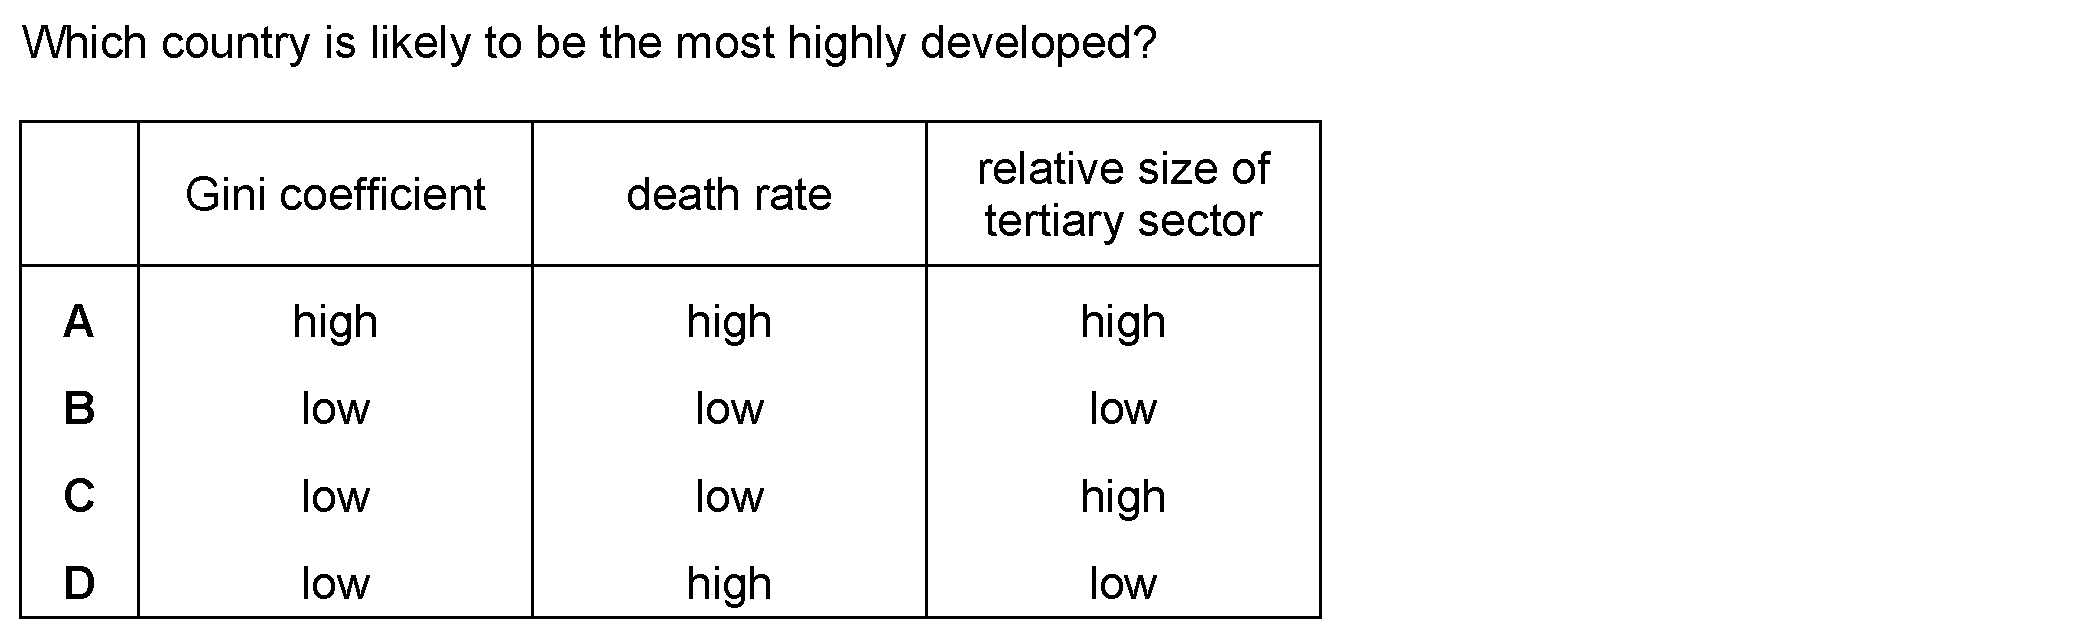 Which country is likely to be the most highly developed?
Gini coefficient death rate relative size of
tertiary sector
A high high high
B low low low
C low low high
D low high low